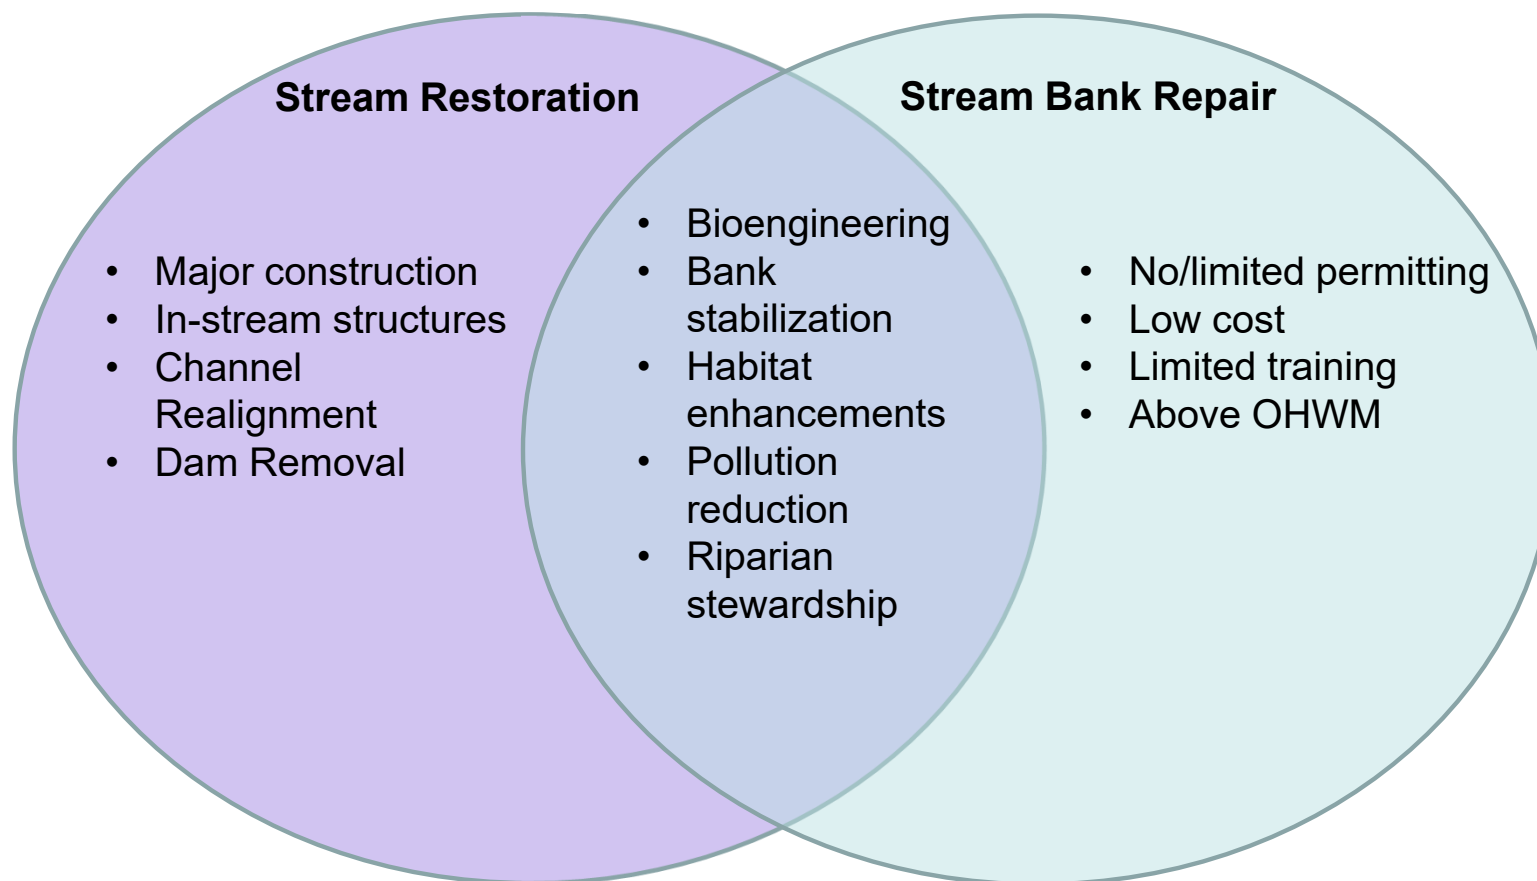 Stream Restoration
Stream Bank Repair
• Major construction
• In-stream structures
• Channel
Realignment
• Dam Removal
• Bioengineering
• Bank
stabilization
• Habitat
enhancements
• Pollution
reduction
• Riparian
stewardship
• No/limited permitting
• Low cost
• Limited training
• Above OHWM